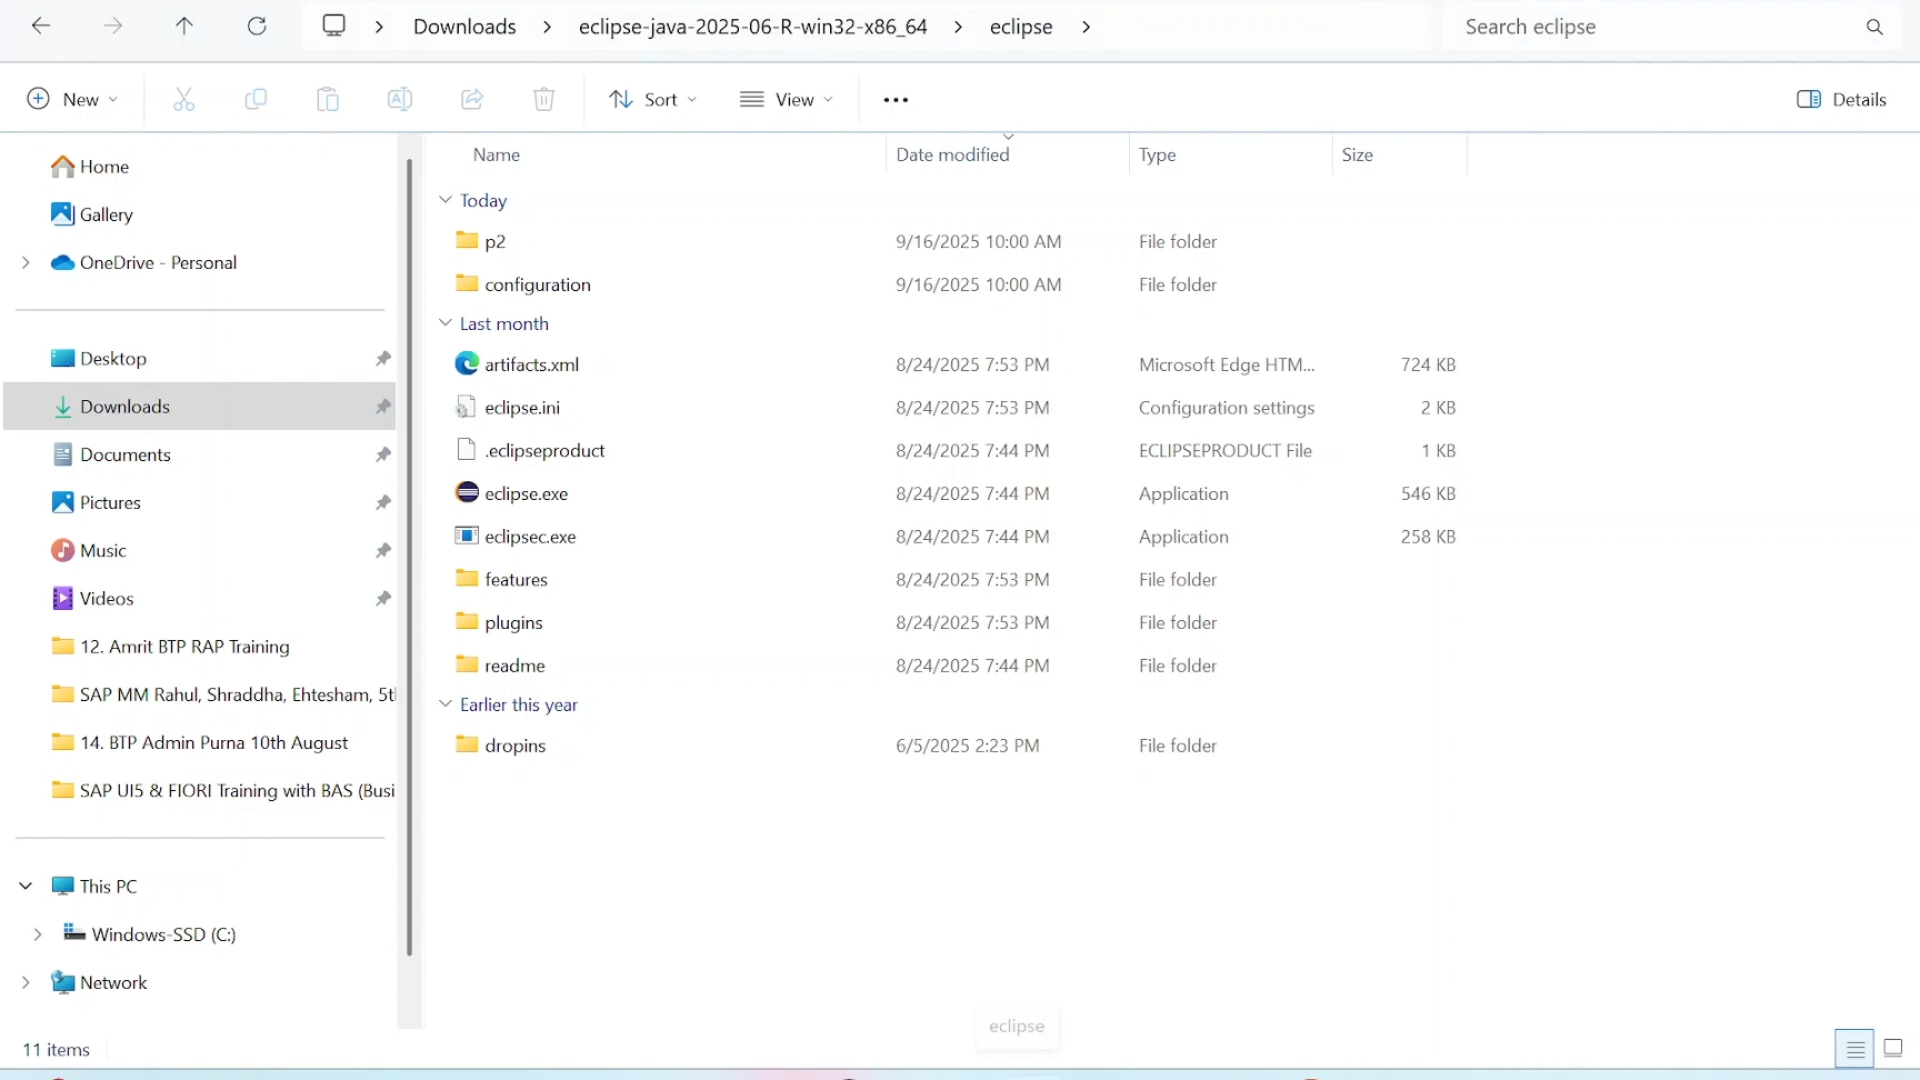 Downloads eclipse-java-2025-06-R-win32-x86_64 eclipse
Search eclipse
New Sort View ••• Details
Home
Gallery
OneDrive - Personal
Desktop
Downloads
Documents
Pictures
Music
Videos
12. Amrit BTP RAP Training
SAP MM Rahul, Shraddha, Ehtesham, 5t
14. BTP Admin Purna 10th August
SAP UI5 & FIORI Training with BAS (Busi
This PC
Windows-SSD (C:)
Network
Name Date modified Type Size
Today
p2 9/16/2025 10:00 AM File folder
configuration 9/16/2025 10:00 AM File folder
Last month
artifacts.xml 8/24/2025 7:53 PM Microsoft Edge HTM... 724 KB
eclipse.ini 8/24/2025 7:53 PM Configuration settings 2 KB
.eclipseproduct 8/24/2025 7:44 PM ECLIPSEPRODUCT File 1 KB
eclipse.exe 8/24/2025 7:44 PM Application 546 KB
eclipsec.exe 8/24/2025 7:44 PM Application 258 KB
features 8/24/2025 7:53 PM File folder
plugins 8/24/2025 7:53 PM File folder
readme 8/24/2025 7:44 PM File folder
Earlier this year
dropins 6/5/2025 2:23 PM File folder
eclipse
11 items